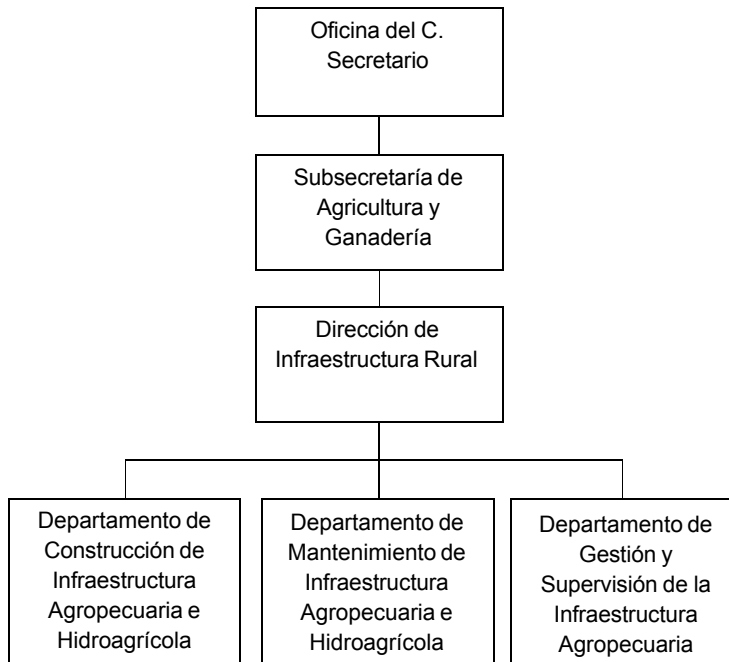 Oficina del C.
Secretario
Subsecretaría de
Agricultura y
Ganadería
Dirección de
Infraestructura Rural
Departamento de
Construcción de
Infraestructura
Agropecuaria e
Hidroagrícola
Departamento de
Mantenimiento de
Infraestructura
Agropecuaria e
Hidroagrícola
Departamento de
Gestión y
Supervisión de la
Infraestructura
Agropecuaria